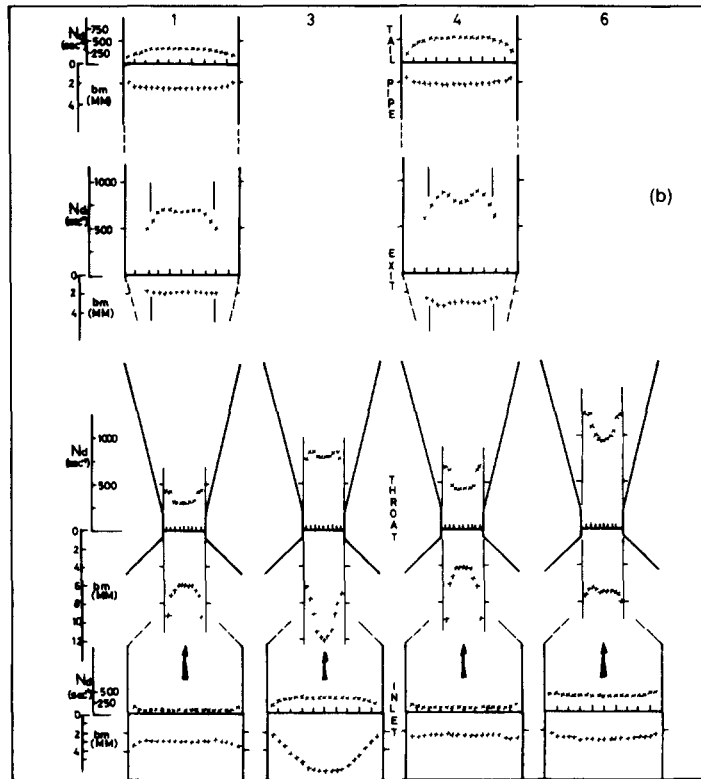 1 3 4 6
Nd (sec⁻¹)
750
500
250
0
2
4
bm (MM)
TAIL PIPE
(b)
1000
Nd (sec⁻¹)
500
0
2
4
bm (MM)
EXIT
1000
Nd (sec⁻¹)
500
0
2
4
6
8
10
12
bm (MM)
THROAT
Nd (sec⁻¹)
500
250
0
2
4
bm (MM)
INLET